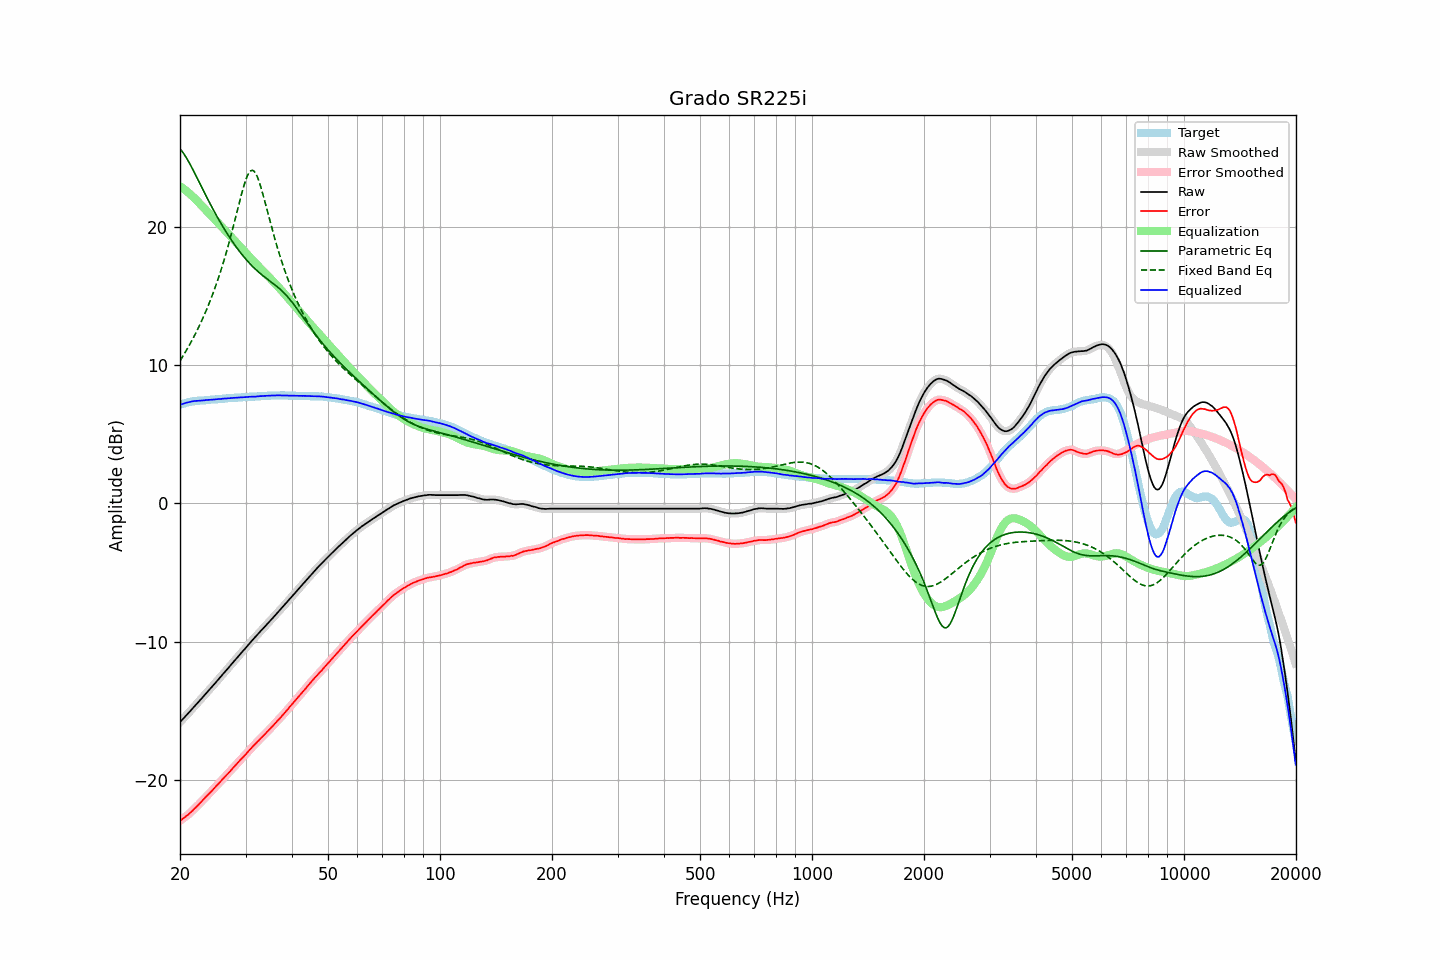 Grado SR225i
Target
Raw Smoothed
Error Smoothed
Raw
Error
Equalization
Parametric Eq
Fixed Band Eq
Equalized
Amplitude (dBr)
20
10
0
−10
−20
20
50
100
200
500
1000
2000
5000
10000
20000
Frequency (Hz)